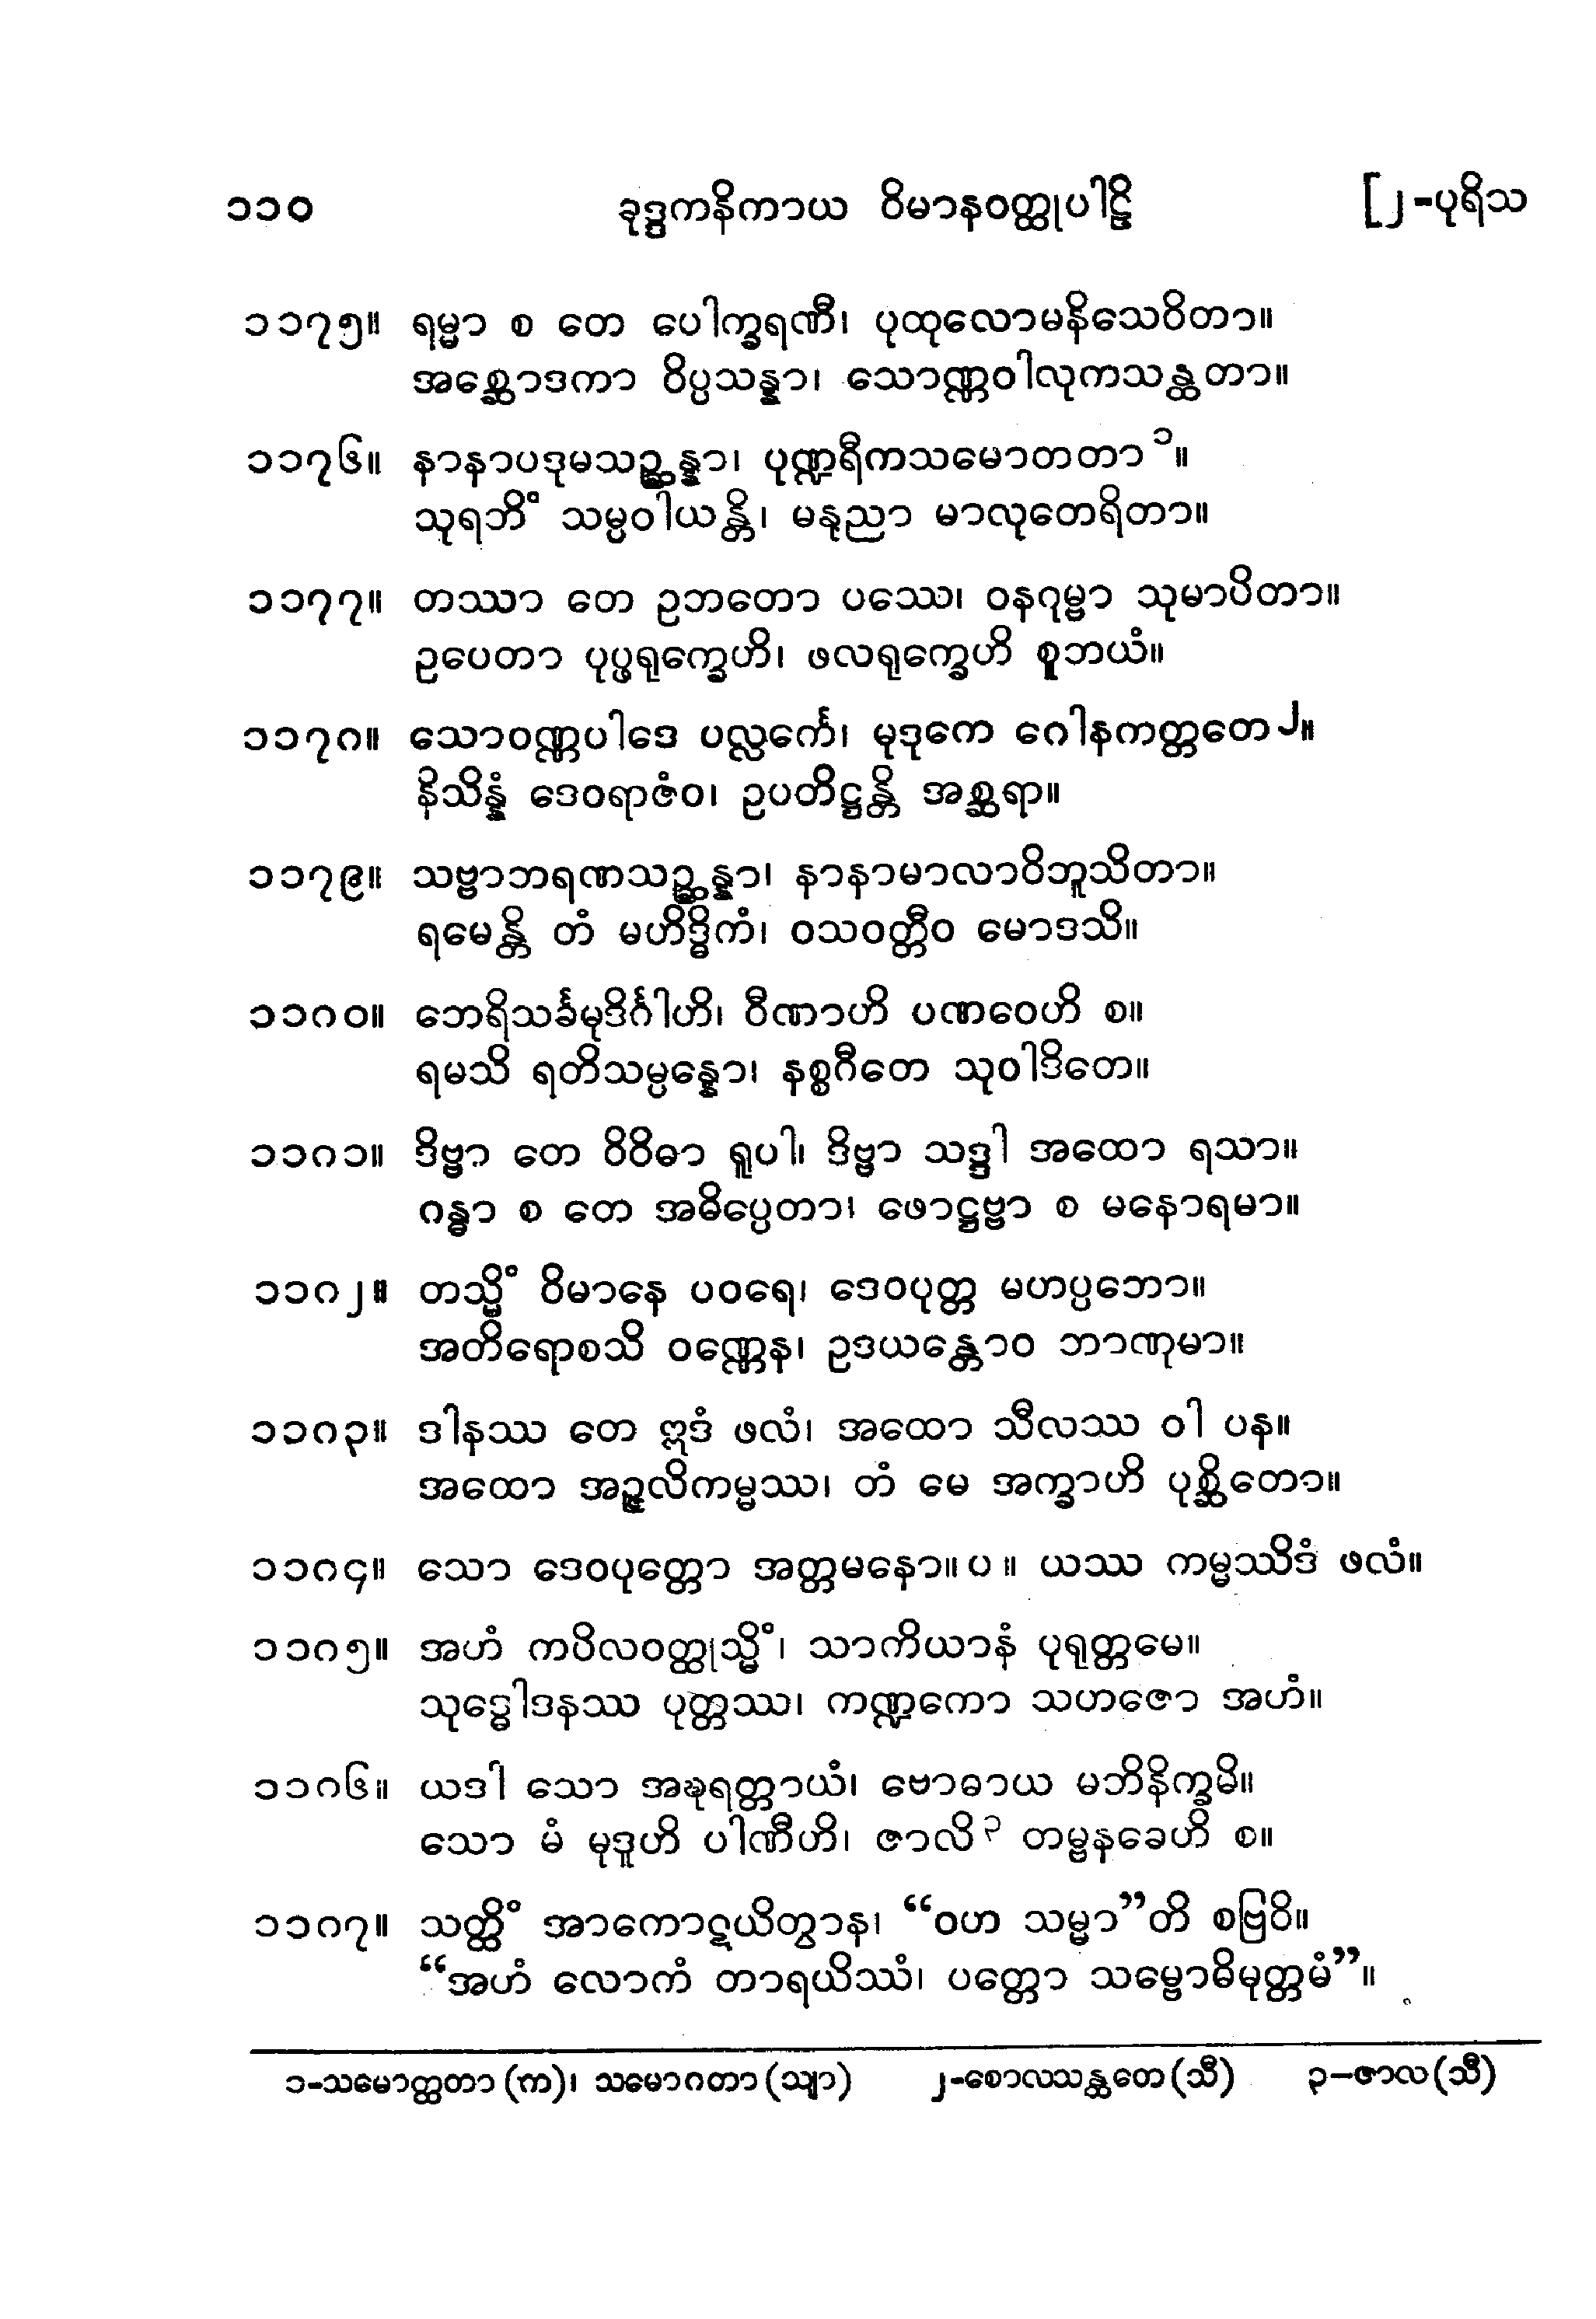 ၁၁၀ ခုဒ္ဒကနိကာယ ဝိမာနဝတ္ထုပါဠိ [၂-ပုရိသ
၁၁၇၅။ ရမ္မာ စ တေ ပေါက္ခရဏီ၊ ပုထုလောမနိသေဝိတာ။
အစ္ဆောဒကာ ဝိပ္ပသန္နာ၊ သောဏ္ဏဝါလုကသန္ထတာ။
၁၁၇၆။ နာနာပဒုမသဉ္ဆန္နာ၊ ပုဏ္ဍရီကသမောတတာ ၁။
သုရဘိံ သမ္ပဝါယန္တိ၊ မနုညာ မာလုတေရိတာ။
၁၁၇၇။ တဿာ တေ ဥဘတော ပဿေ၊ ဝနဂုမ္ဗာ သုမာပိတာ။
ဥပေတာ ပုပ္ဖရုက္ခေဟိ၊ ဖလရုက္ခေဟိ စူဘယံ။
၁၁၇၈။ သောဝဏ္ဏပါဒေ ပလ္လင်္ကေ၊ မုဒုကေ ဂေါနကတ္ထတေ ၂။
နိသိန္နံ ဒေဝရာဇံဝ၊ ဥပတိဋ္ဌန္တိ အစ္ဆရာ။
၁၁၇၉။ သဗ္ဗာဘရဏသဉ္ဆန္နာ၊ နာနာမာလာဝိဘူသိတာ။
ရမေန္တိ တံ မဟိဒ္ဓိကံ၊ ဝသဝတ္တီဝ မောဒသိ။
၁၁၈၀။ ဘေရိသင်္ခမုဒိင်္ဂါဟိ၊ ဝီဏာဟိ ပဏဝေဟိ စ။
ရမသိ ရတိသမ္ပန္နော၊ နစ္စဂီတေ သုဝါဒိတေ။
၁၁၈၁။ ဒိဗ္ဗာ တေ ဝိဝိဓာ ရူပါ၊ ဒိဗ္ဗာ သဒ္ဒါ အထော ရသာ။
ဂန္ဓာ စ တေ အဓိပ္ပေတာ၊ ဖောဋ္ဌဗ္ဗာ စ မနောရမာ။
၁၁၈၂။ တသ္မိံ ဝိမာနေ ပဝရေ၊ ဒေဝပုတ္တ မဟပ္ပဘော။
အတိရောစသိ ဝဏ္ဏေန၊ ဥဒယန္တောဝ ဘာဏုမာ။
၁၁၈၃။ ဒါနဿ တေ ဣဒံ ဖလံ၊ အထော သီလဿ ဝါ ပန။
အထော အဉ္ဇလိကမ္မဿ၊ တံ မေ အက္ခာဟိ ပုစ္ဆိတော။
၁၁၈၄။ သော ဒေဝပုတ္တော အတ္တမနော။ ပ ။ ယဿ ကမ္မဿိဒံ ဖလံ။
၁၁၈၅။ အဟံ ကပိလဝတ္ထုသ္မိံ၊ သာကိယာနံ ပုရုတ္တမေ။
သုဒ္ဓေါဒနဿ ပုတ္တဿ၊ ကဏ္ဍကော သဟဇော အဟံ။
၁၁၈၆။ ယဒါ သော အဍ္ဎရတ္တာယံ၊ ဗောဓာယ မဘိနိက္ခမိ။
သော မံ မုဒူဟိ ပါဏီဟိ၊ ဇာလိ ၃ တမ္ဗနခေဟိ စ။
၁၁၈၇။ သတ္ထိံ အာကောဋယိတွာန၊ “ဝဟ သမ္မာ”တိ စဗြဝိ။
“အဟံ လောကံ တာရယိဿံ၊ ပတ္တော သမ္ဗောဓိမုတ္တမံ”။
၁-သမောတ္ထတာ (က)၊ သမောဂတာ (သျာ) ၂-စောလသန္ထတေ (သီ) ၃-ဇာလ (သီ)